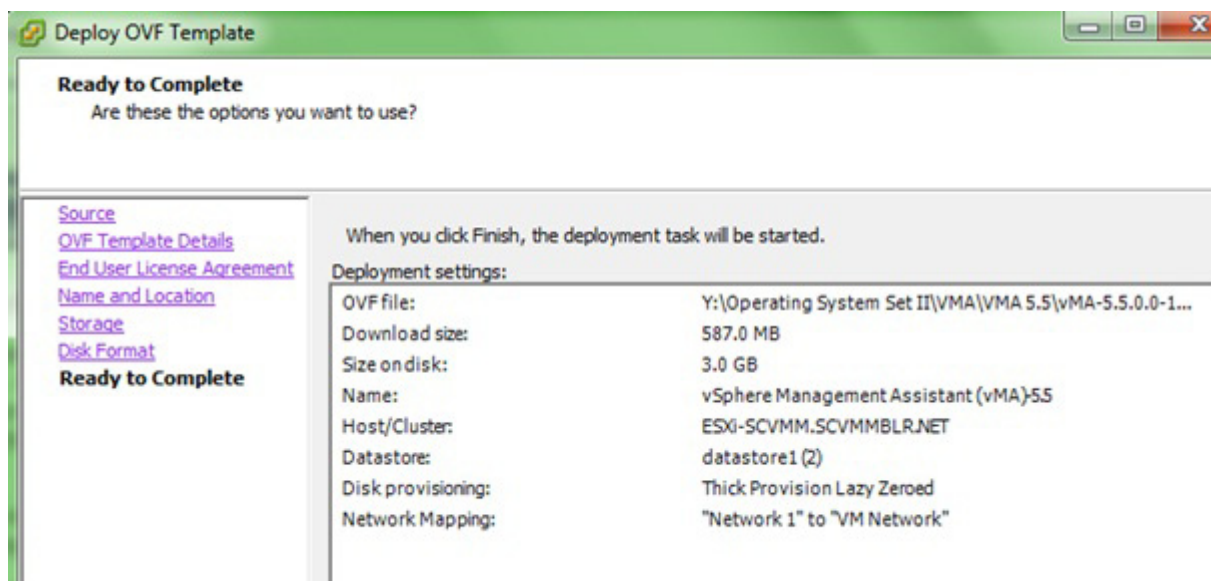 Deploy OVF Template
Ready to Complete
Are these the options you want to use?
Source
OVF Template Details
End User License Agreement
Name and Location
Storage
Disk Format
Ready to Complete
When you click Finish, the deployment task will be started.
Deployment settings:
OVF file: Y:\Operating System Set II\VMA\VMA 5.5\vMA-5.5.0.0-1...
Download size: 587.0 MB
Size on disk: 3.0 GB
Name: vSphere Management Assistant (vMA)-5.5
Host/Cluster: ESXi-SCVMM.SCVMMBLR.NET
Datastore: datastore1 (2)
Disk provisioning: Thick Provision Lazy Zeroed
Network Mapping: "Network 1" to "VM Network"